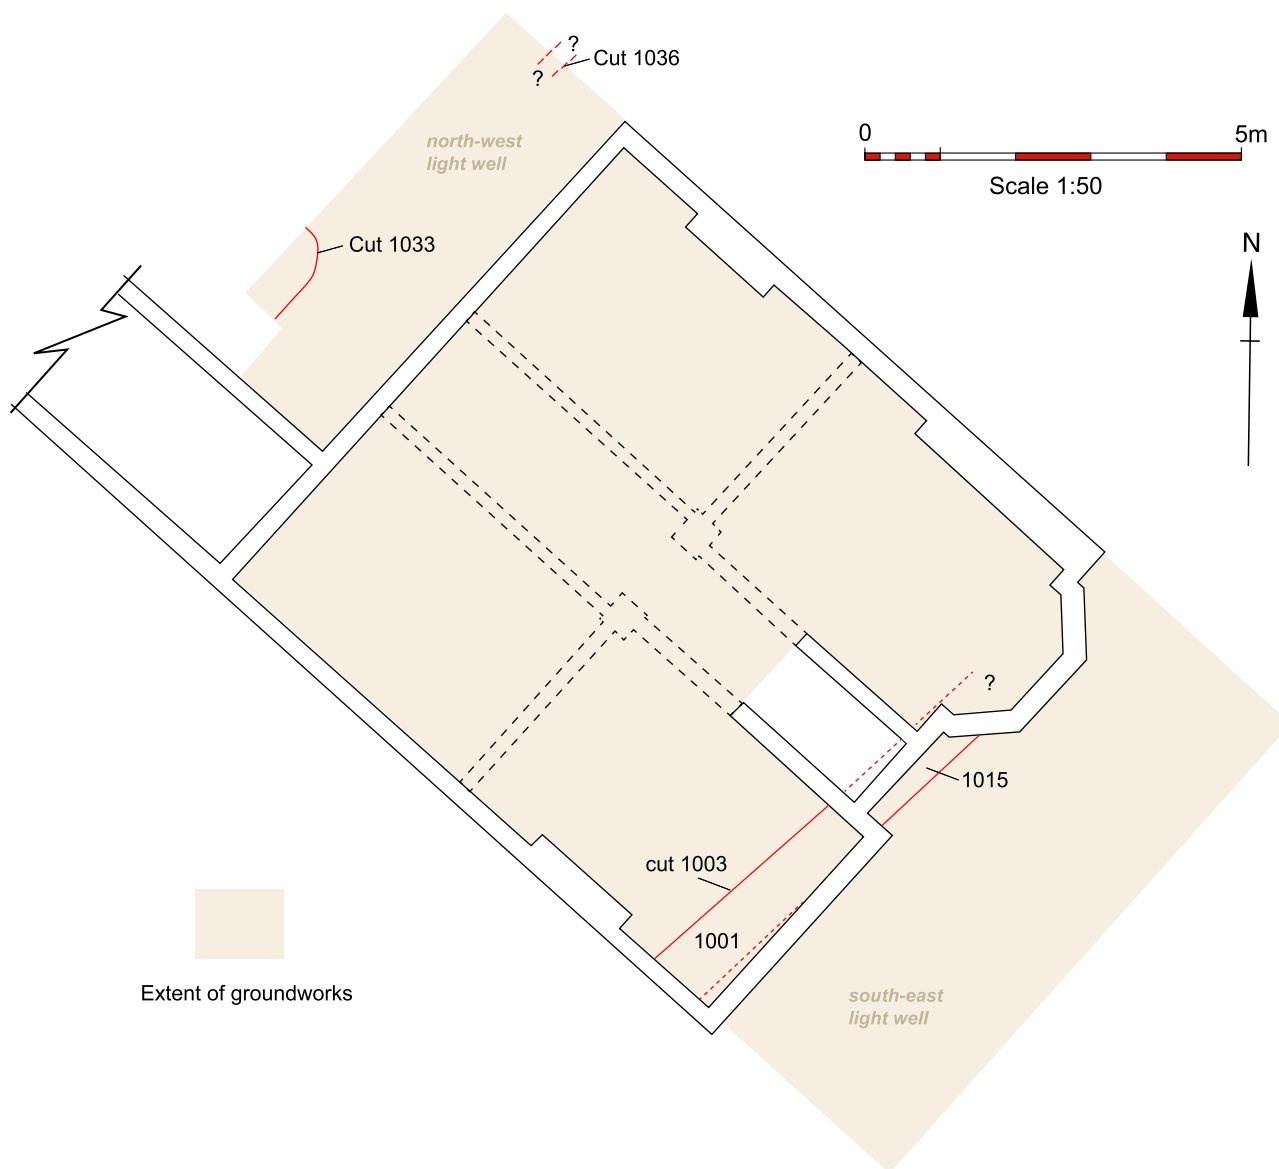 ?
Cut 1036
?
0
5m
Scale 1:50
north-west
light well
N
Cut 1033
?
1015
cut 1003
1001
south-east
light well
Extent of groundworks